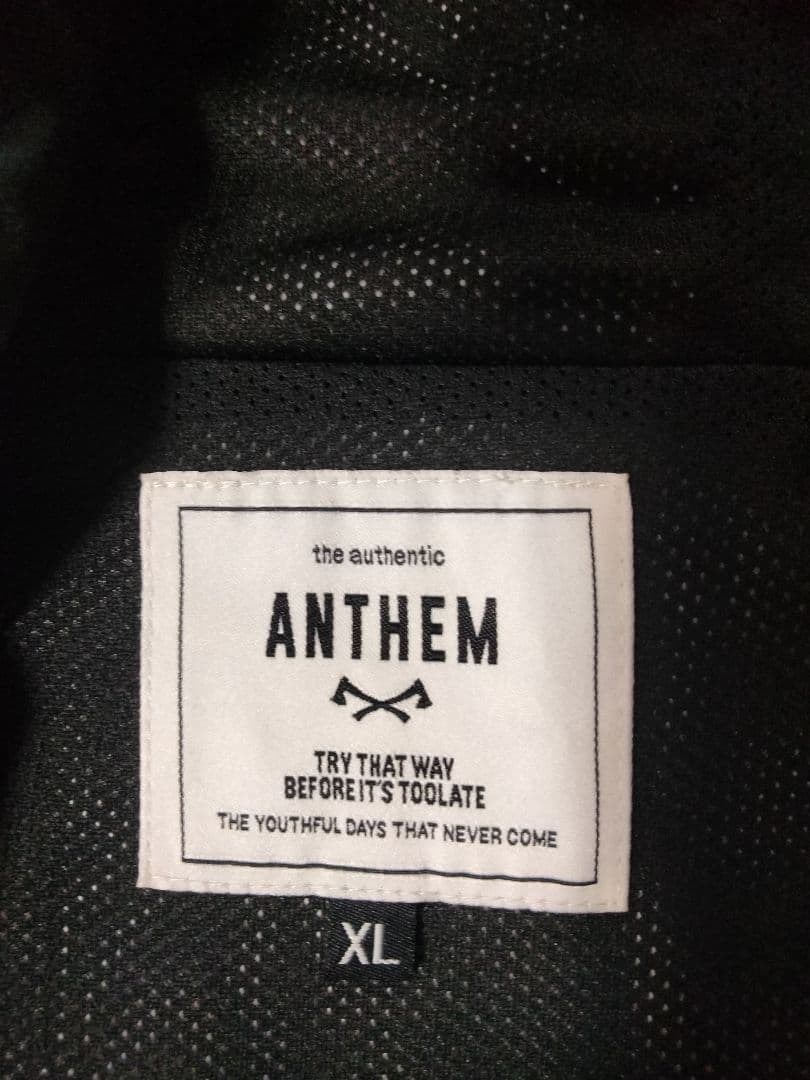 the authentic
ANTHEM
TRY THAT WAY
BEFORE IT'S TOOLATE
THE YOUTHFUL DAYS THAT NEVER COME
XL